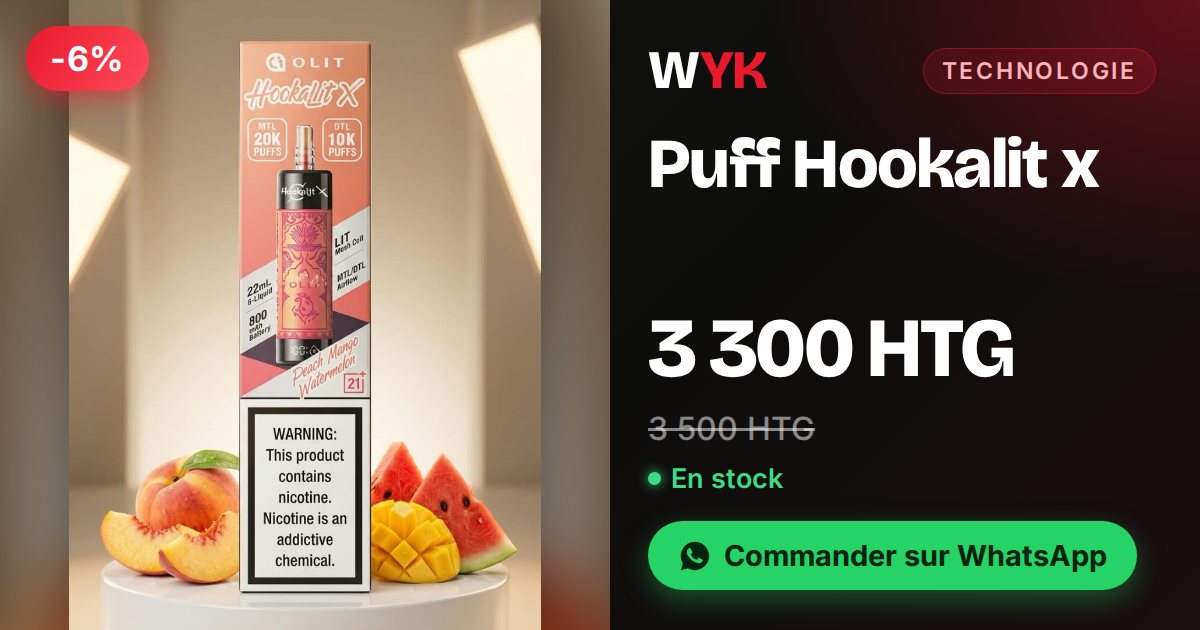 -6%
OLIT
HookaLit X
MTL
20K
PUFFS
DTL
10K
PUFFS
Hookalit X
LIT
Mesh Coil
MTL/DTL
Airflow
22mL
E-Liquid
800
mAh
Battery
OLIT
Peach Mango
Watermelon
21+
WARNING:
This product
contains
nicotine.
Nicotine is an
addictive
chemical.
WYK
TECHNOLOGIE
Puff Hookalit x
3 300 HTG
3 500 HTG
En stock
Commander sur WhatsApp